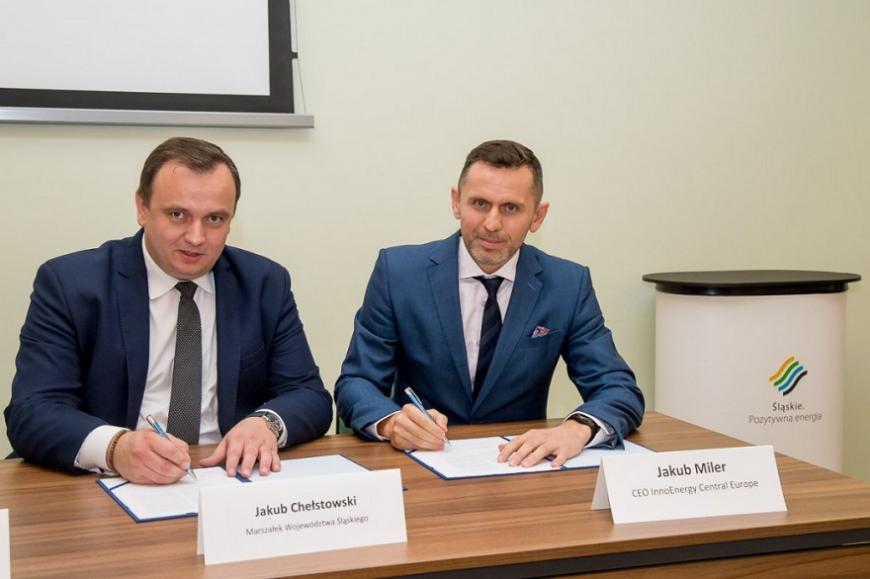 Śląskie.
Pozytywna energia
Jakub Chełstowski
Marszałek Województwa Śląskiego
Jakub Miler
CEO InnoEnergy Central Europe